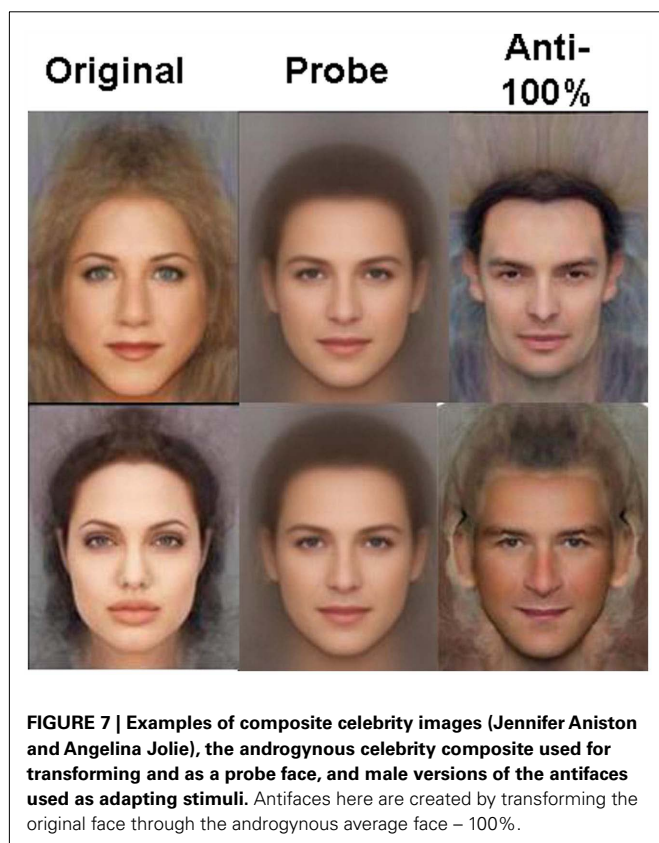 Original Probe Anti-
100%
FIGURE 7 | Examples of composite celebrity images (Jennifer Aniston
and Angelina Jolie), the androgynous celebrity composite used for
transforming and as a probe face, and male versions of the antifaces
used as adapting stimuli. Antifaces here are created by transforming the
original face through the androgynous average face – 100%.